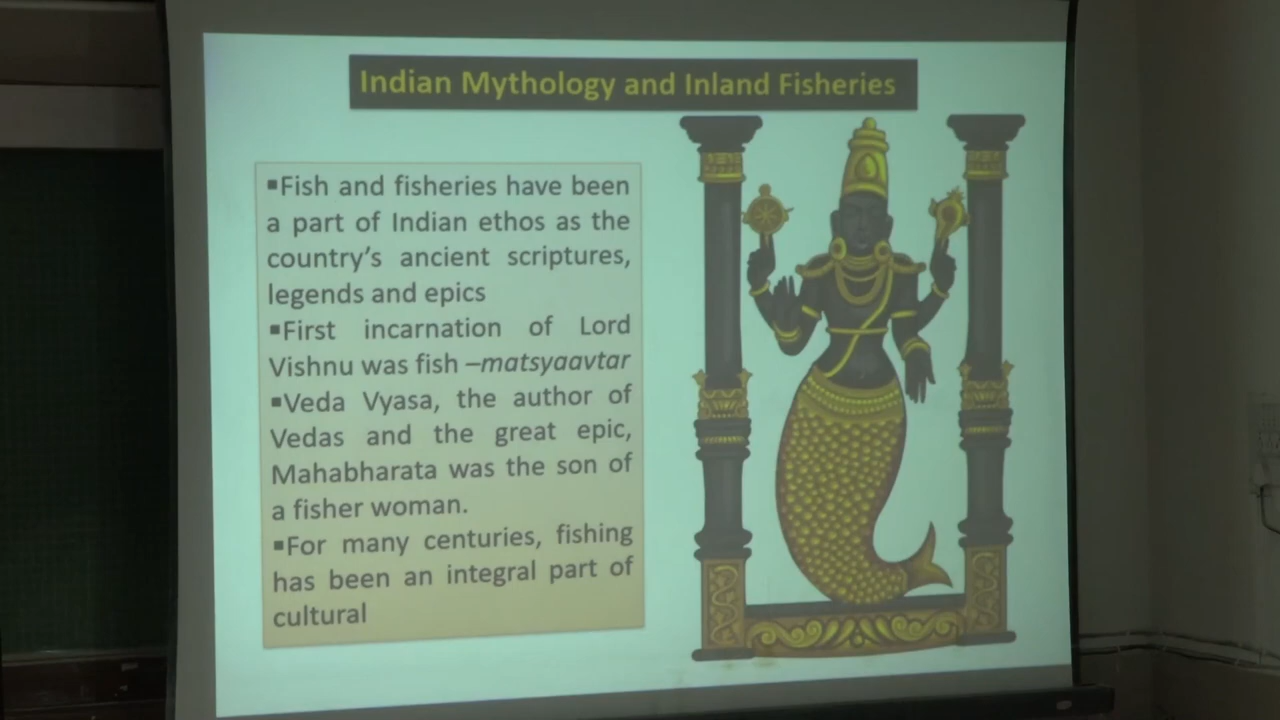 Indian Mythology and Inland Fisheries
▪Fish and fisheries have been
a part of Indian ethos as the
country's ancient scriptures,
legends and epics
▪First incarnation of Lord
Vishnu was fish –matsyaavtar
▪Veda Vyasa, the author of
Vedas and the great epic,
Mahabharata was the son of
a fisher woman.
▪For many centuries, fishing
has been an integral part of
cultural